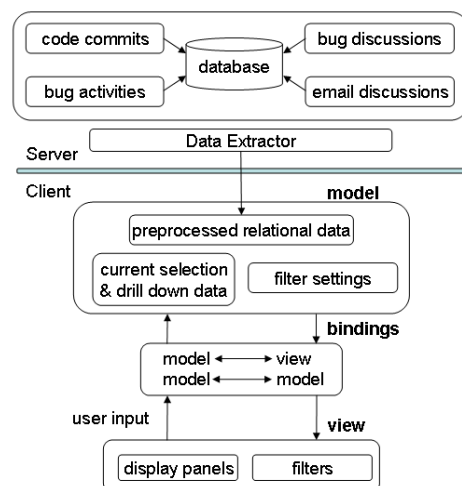 code commits
bug discussions
database
bug activities
email discussions
Data Extractor
Server
Client
model
preprocessed relational data
current selection
& drill down data
filter settings
bindings
model view
model model
user input
view
display panels
filters